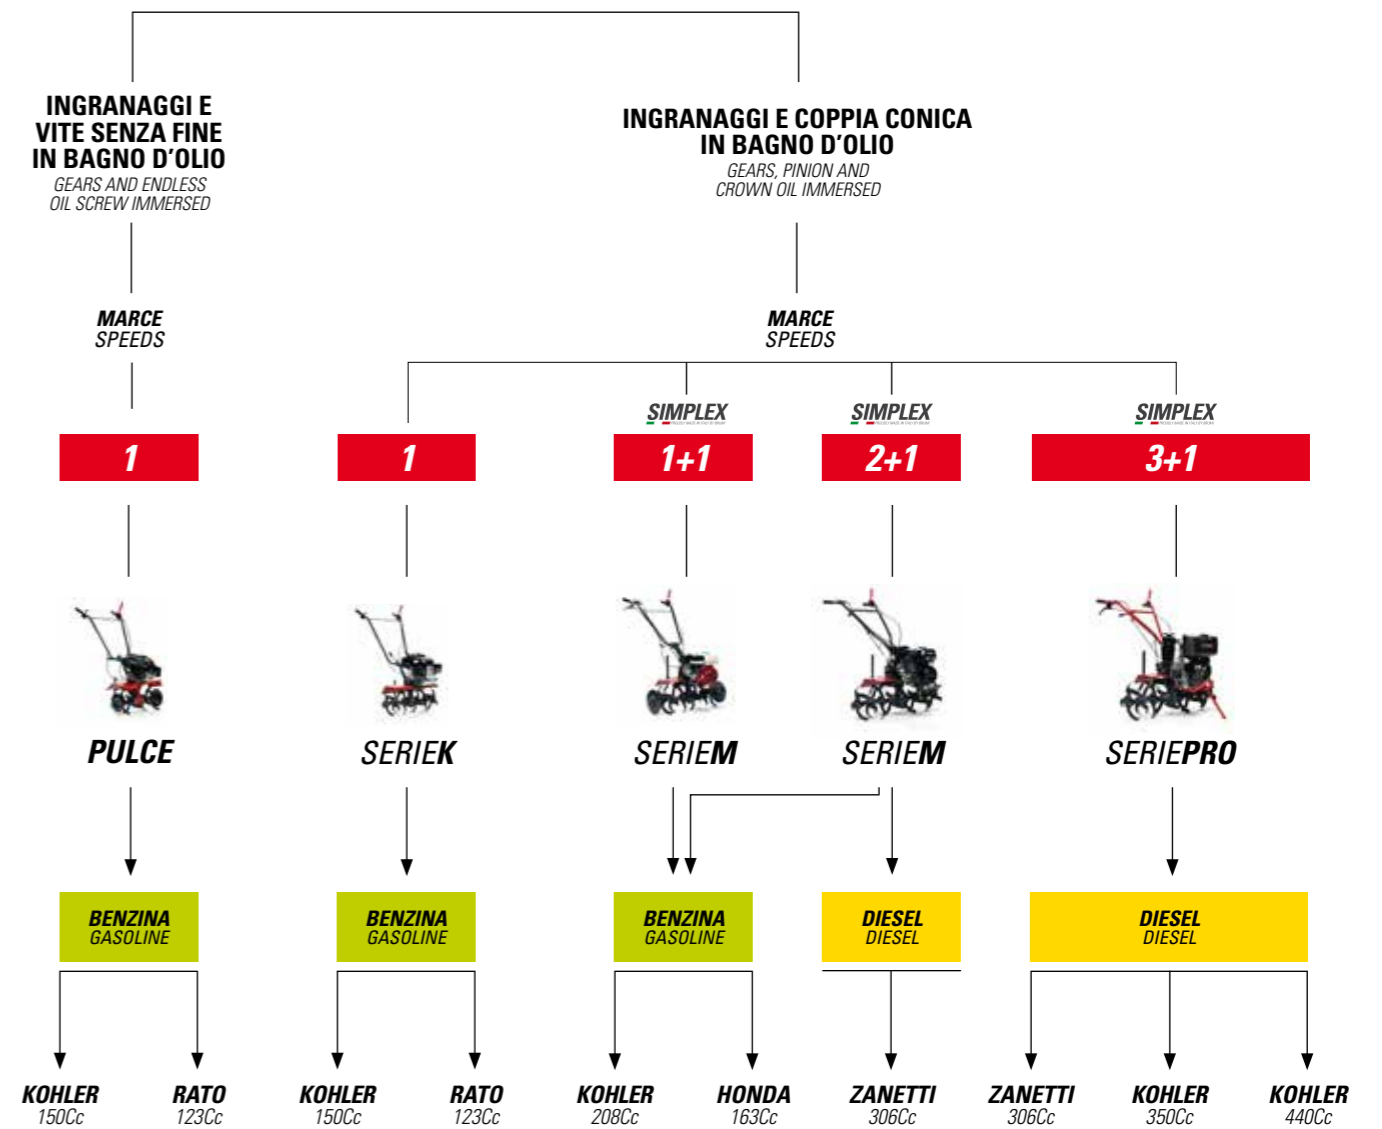 INGRANAGGI E
VITE SENZA FINE
IN BAGNO D'OLIO
GEARS AND ENDLESS
OIL SCREW IMMERSED
INGRANAGGI E COPPIA CONICA
IN BAGNO D'OLIO
GEARS, PINION AND
CROWN OIL IMMERSED
MARCE
SPEEDS
MARCE
SPEEDS
SIMPLEX
SIMPLEX
SIMPLEX
1
1
1+1
2+1
3+1
PULCE
SERIEK
SERIEM
SERIEM
SERIEPRO
BENZINA
GASOLINE
BENZINA
GASOLINE
BENZINA
GASOLINE
DIESEL
DIESEL
DIESEL
DIESEL
KOHLER
150Cc
RATO
123Cc
KOHLER
150Cc
RATO
123Cc
KOHLER
208Cc
HONDA
163Cc
ZANETTI
306Cc
ZANETTI
306Cc
KOHLER
350Cc
KOHLER
440Cc